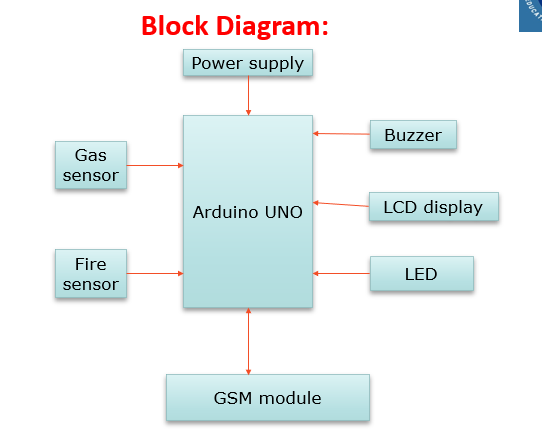 Block Diagram:
Power supply
Buzzer
Gas
sensor
Arduino UNO
LCD display
Fire
sensor
LED
GSM module